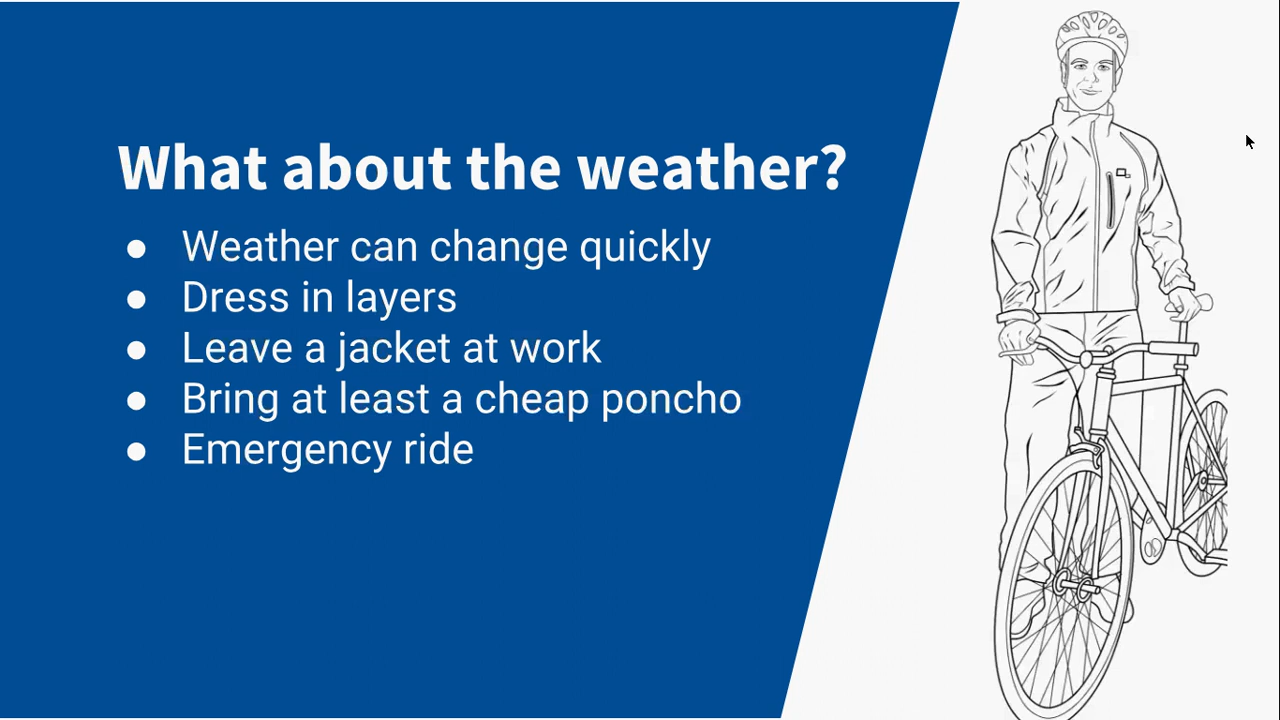 What about the weather?
● Weather can change quickly
● Dress in layers
● Leave a jacket at work
● Bring at least a cheap poncho
● Emergency ride